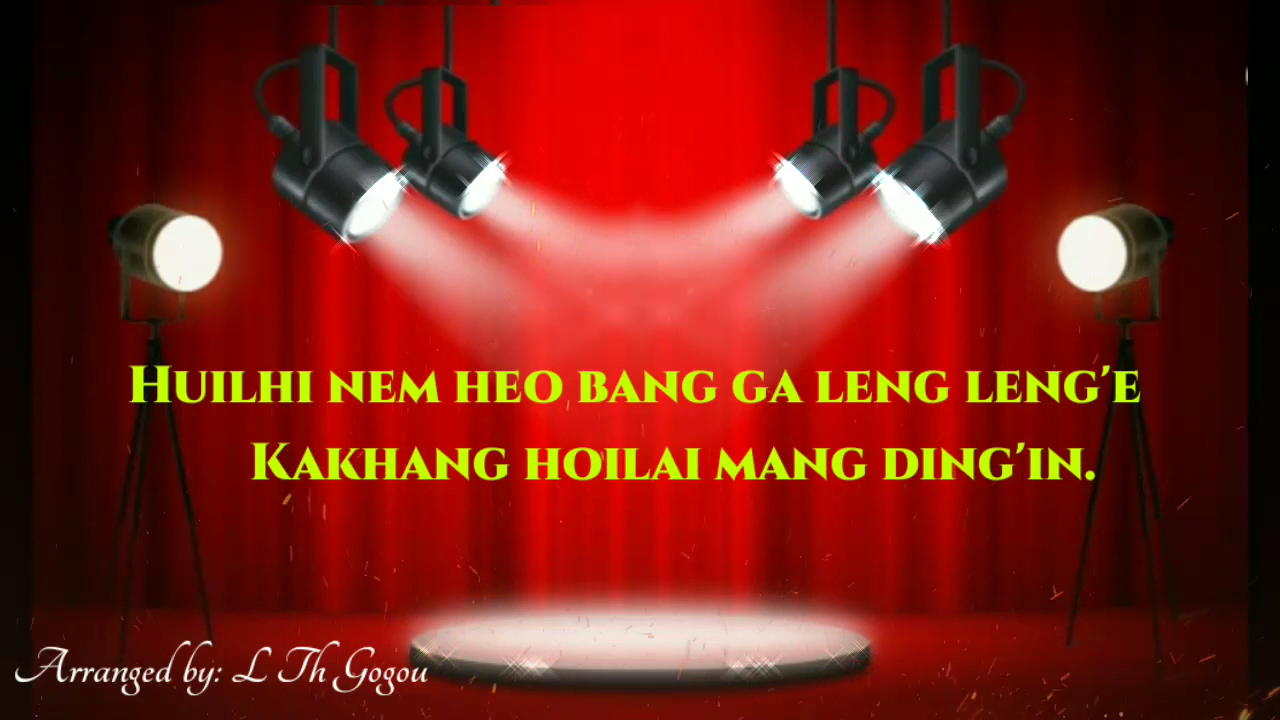 Huilhi nem heo bang ga leng leng'e
Kakhang hoilai mang ding'in.
Arranged by: L Th Gogou